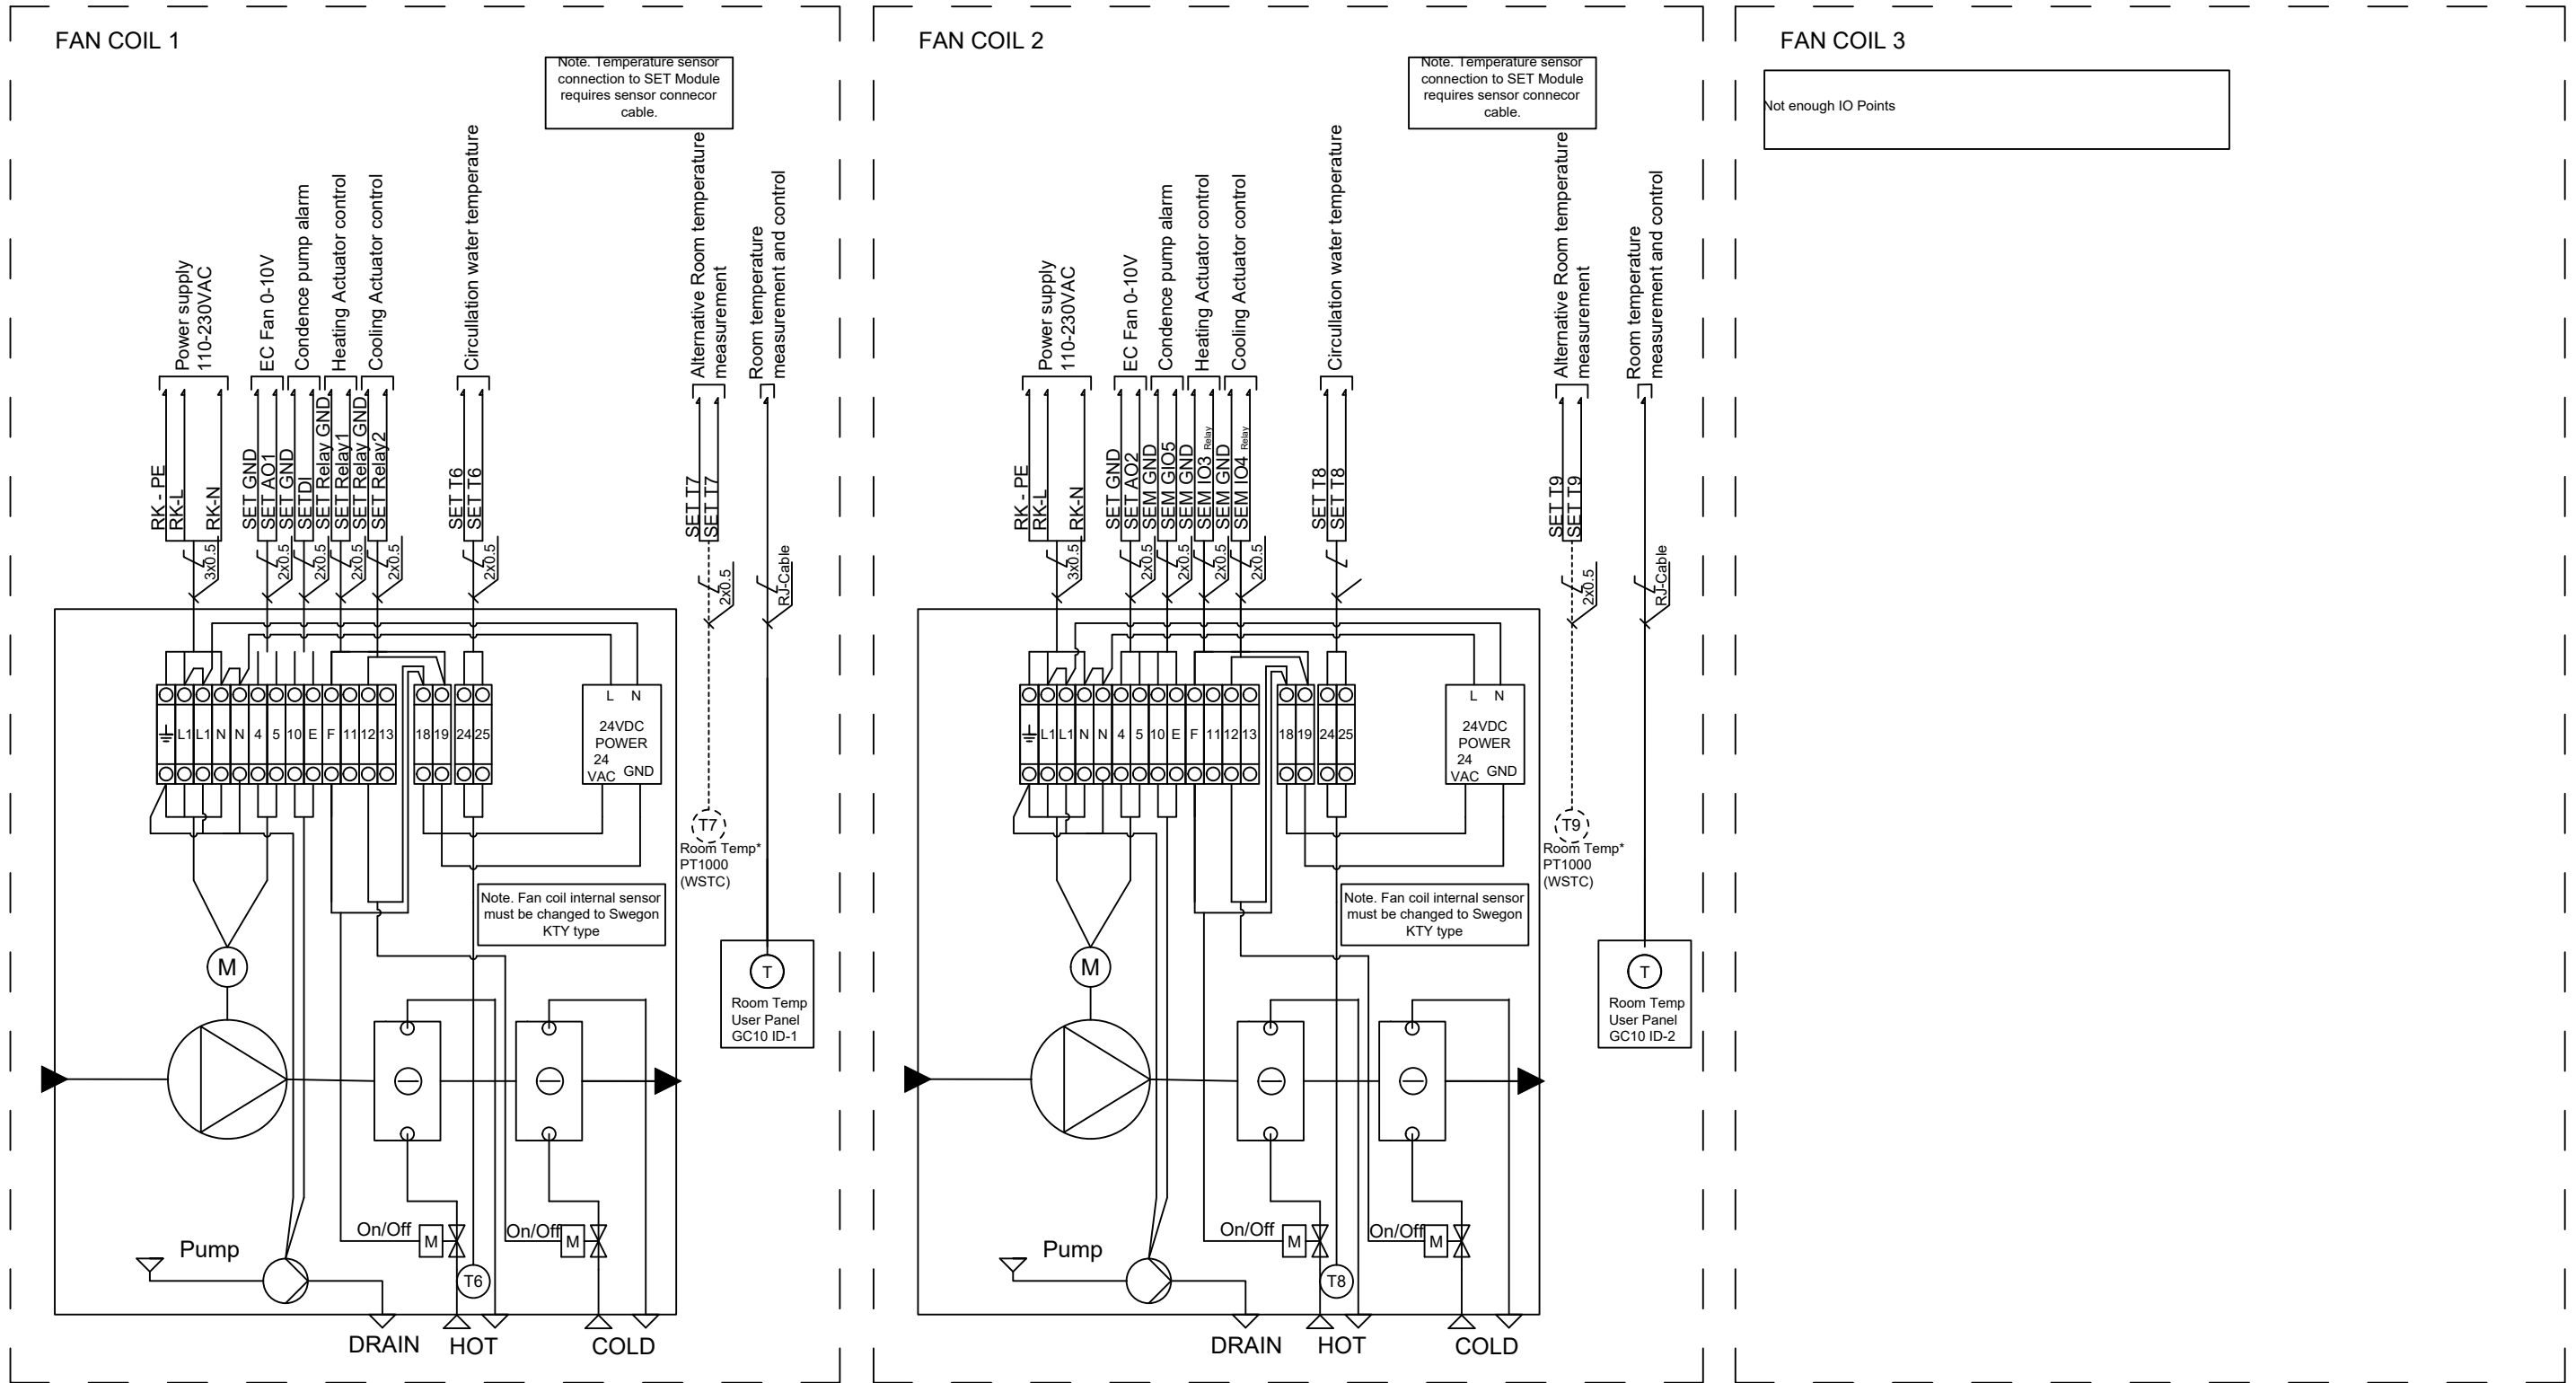 FAN COIL 1
Note. Temperature sensor
connection to SET Module
requires sensor connecor
cable.
Power supply
110-230VAC
EC Fan 0-10V
Condence pump alarm
Heating Actuator control
Cooling Actuator control
Circullation water temperature
Alternative Room temperature
measurement
Room temperature
measurement and control
RK - PE
RK-L
RK-N
SET GND
SET AO1
SET GND
SETDI
SET Relay GND
SET Relay1
SET Relay GND
SET Relay2
SET T6
SET T6
SET T7
SET T7
3x0.5
2x0.5
2x0.5
2x0.5
2x0.5
2x0.5
2x0.5
RJ-Cable
L1 L1 N N 4 5 10 E F 11 12 13 18 19 24 25
L N
24VDC
POWER
24
VAC GND
T7
Room Temp*
PT1000
(WSTC)
Note. Fan coil internal sensor
must be changed to Swegon
KTY type
M
T
Room Temp
User Panel
GC10 ID-1
On/Off
M
On/Off
M
Pump
T6
DRAIN
HOT
COLD
FAN COIL 2
Note. Temperature sensor
connection to SET Module
requires sensor connecor
cable.
Power supply
110-230VAC
EC Fan 0-10V
Condence pump alarm
Heating Actuator control
Cooling Actuator control
Circullation water temperature
Alternative Room temperature
measurement
Room temperature
measurement and control
RK - PE
RK-L
RK-N
SET GND
SET AO2
SEM GND
SEM GIO5
SEM GND
SEM IO3 Relay
SEM GND
SEM IO4 Relay
SET T8
SET T8
SET T9
SET T9
3x0.5
2x0.5
2x0.5
2x0.5
2x0.5
2x0.5
RJ-Cable
L1 L1 N N 4 5 10 E F 11 12 13 18 19 24 25
L N
24VDC
POWER
24
VAC GND
T9
Room Temp*
PT1000
(WSTC)
Note. Fan coil internal sensor
must be changed to Swegon
KTY type
M
T
Room Temp
User Panel
GC10 ID-2
On/Off
M
On/Off
M
Pump
T8
DRAIN
HOT
COLD
FAN COIL 3
Not enough IO Points